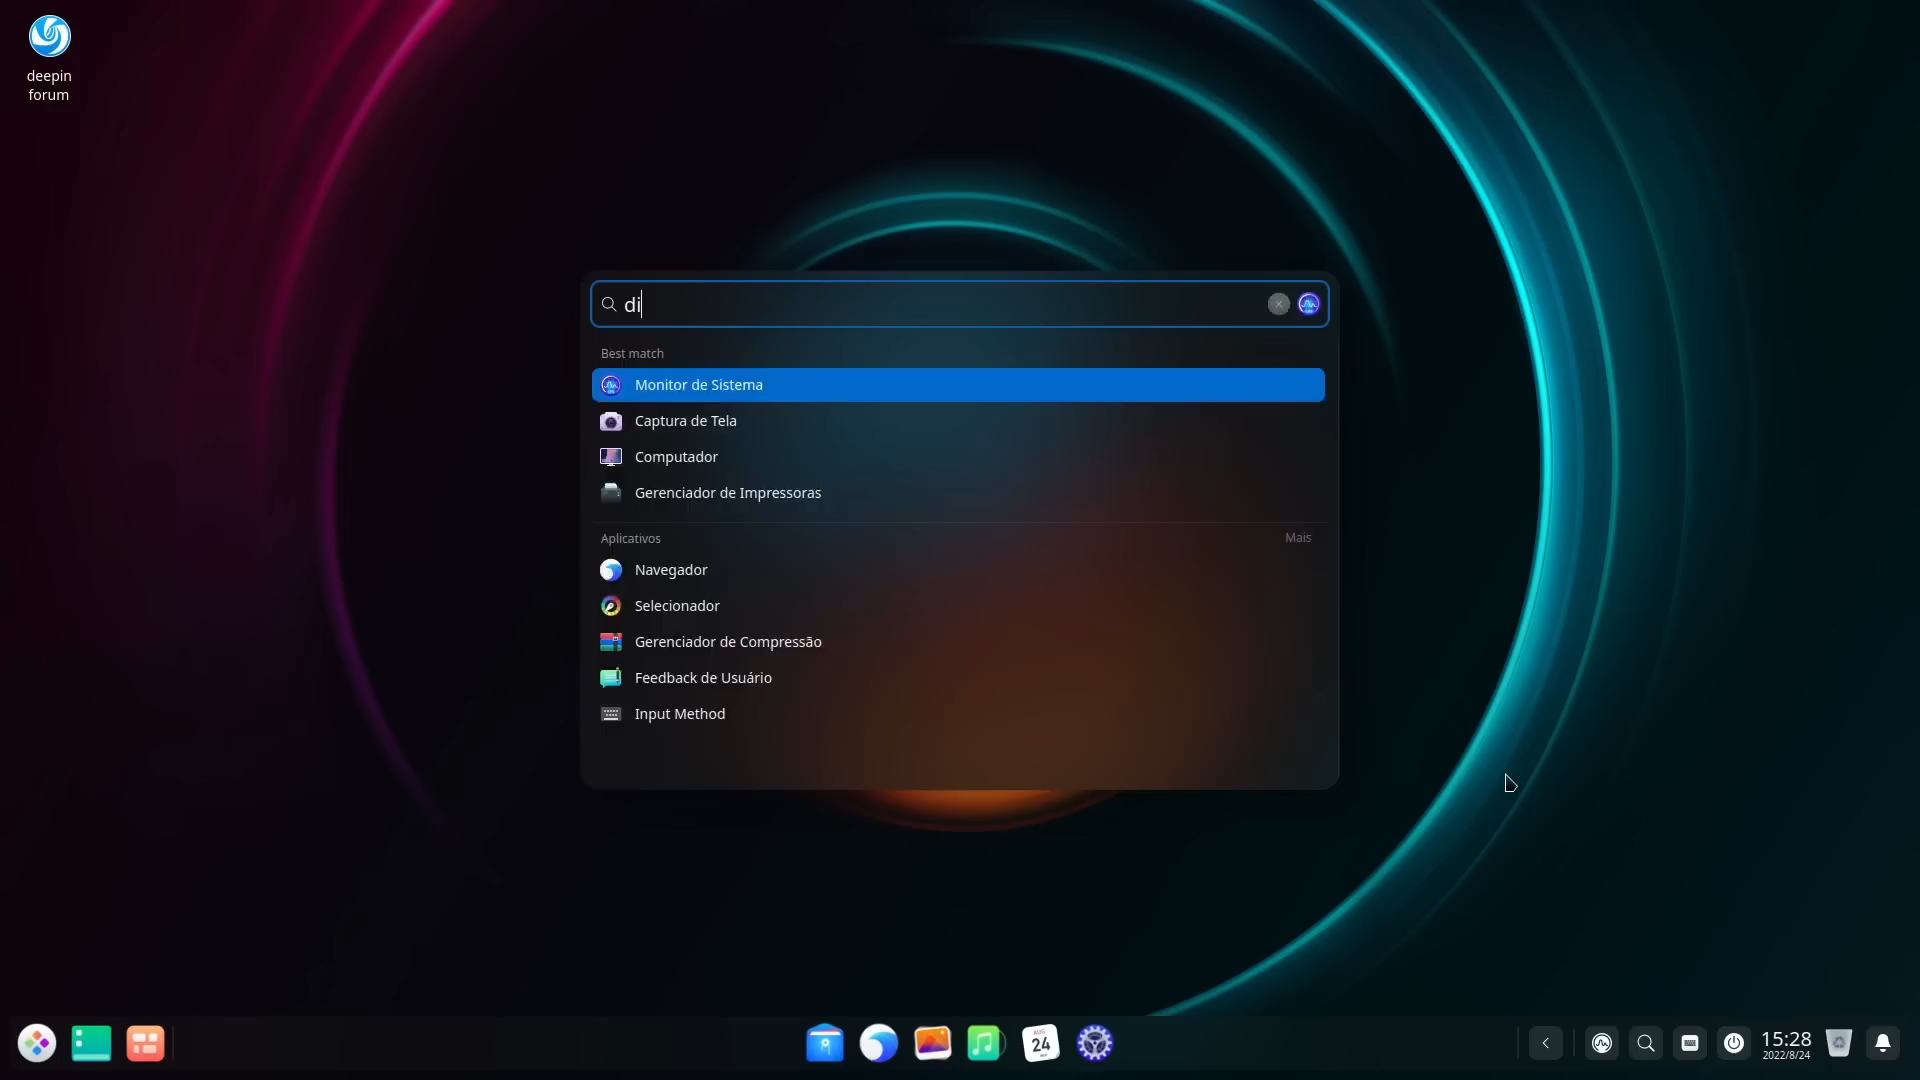 deepin
forum
di
Best match
Monitor de Sistema
Captura de Tela
Computador
Gerenciador de Impressoras
Aplicativos
Mais
Navegador
Selecionador
Gerenciador de Compressão
Feedback de Usuário
Input Method
AUG
24
15:28
2022/8/24